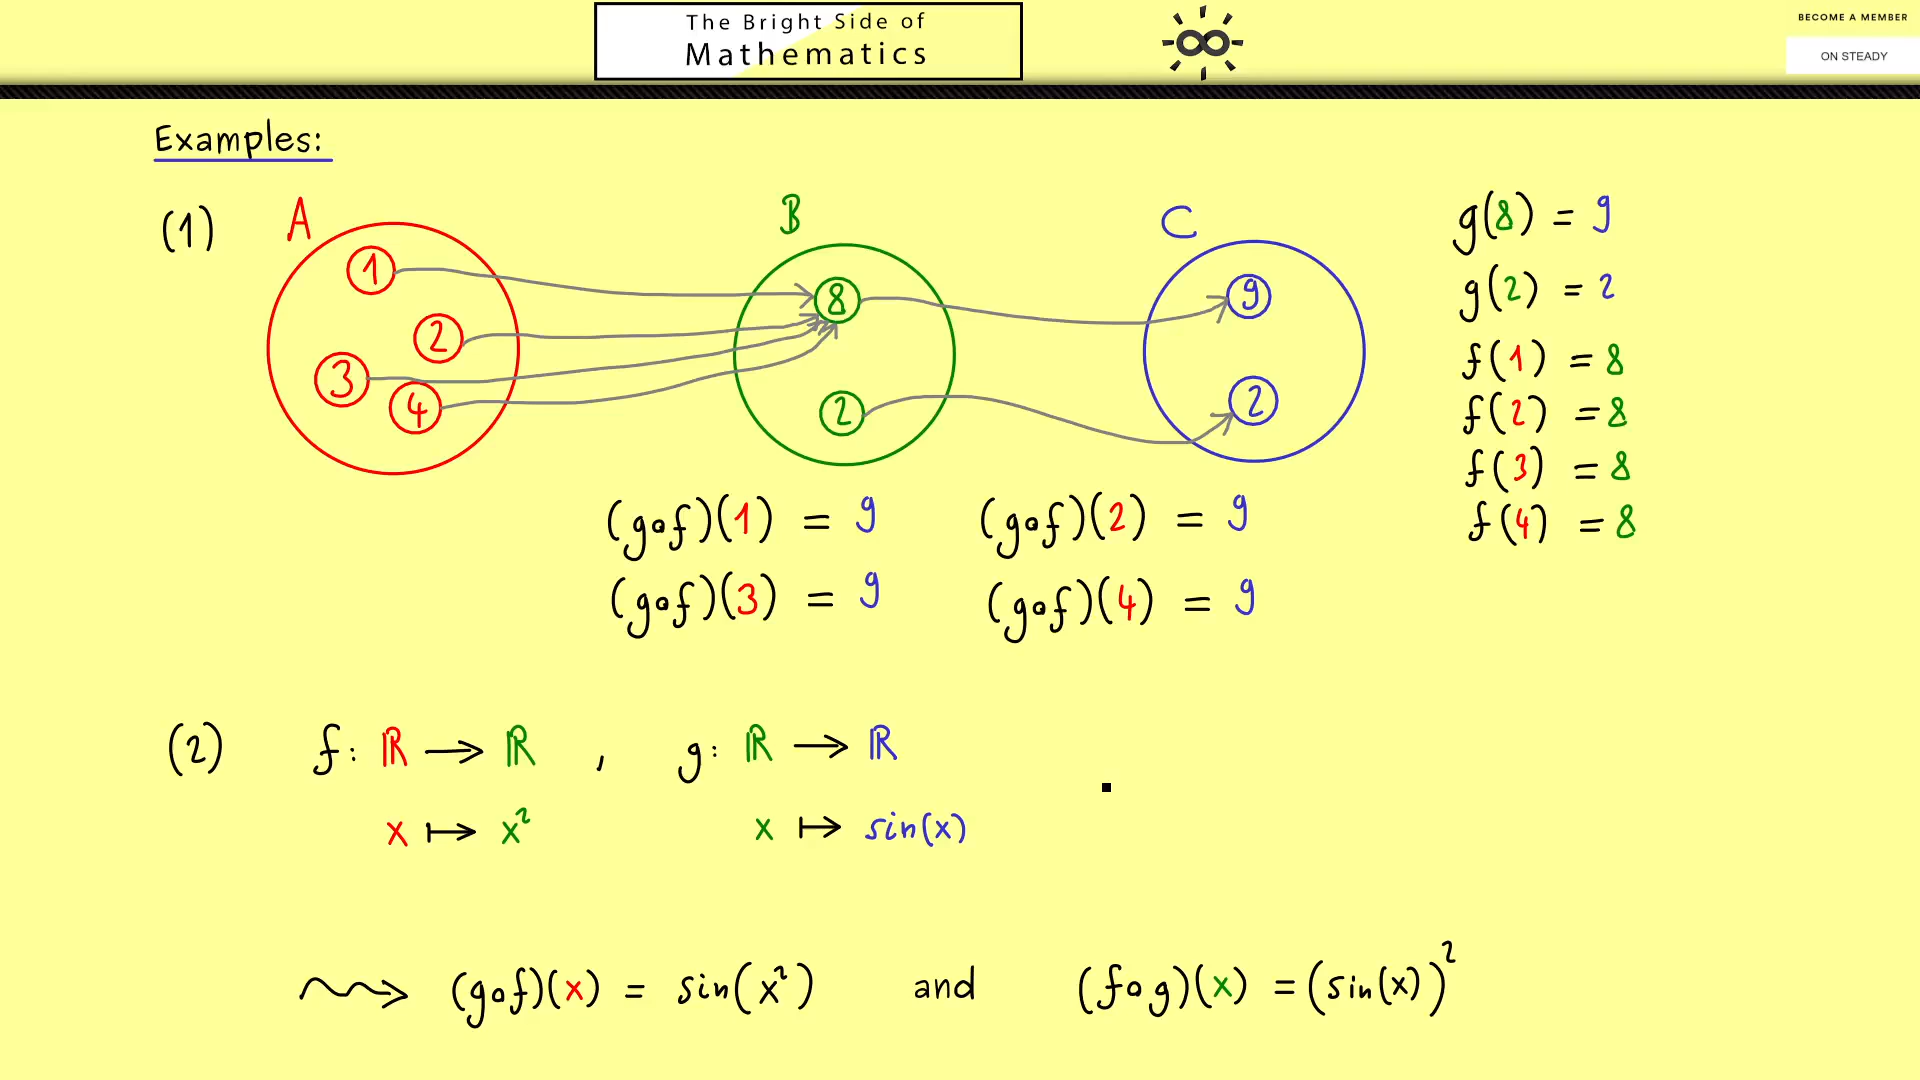 The Bright Side of
Mathematics
BECOME A MEMBER
ON STEADY
Examples:
(1)
A
1
2
3
4
B
8
2
C
9
2
g(8) = 9
g(2) = 2
f(1) = 8
f(2) = 8
f(3) = 8
f(4) = 8
(g∘f)(1) = 9 (g∘f)(2) = 9
(g∘f)(3) = 9 (g∘f)(4) = 9
(2) f: ℝ ⟶ ℝ , g: ℝ ⟶ ℝ
x ↦ x² x ↦ sin(x)
⇝ (g∘f)(x) = sin(x²) and (f∘g)(x) = (sin(x))²